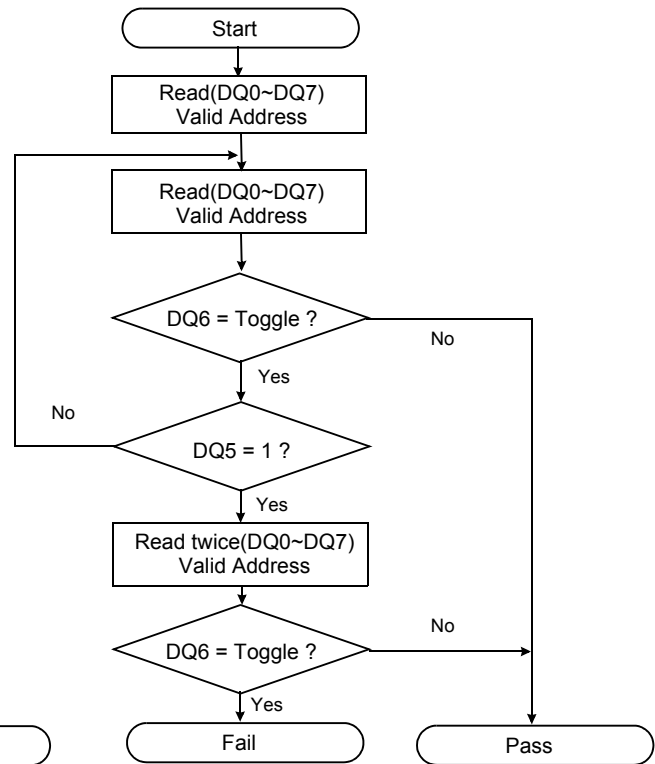 Start
Read(DQ0~DQ7)
Valid Address
Read(DQ0~DQ7)
Valid Address
DQ6 = Toggle ?
No
Yes
No
DQ5 = 1 ?
Yes
Read twice(DQ0~DQ7)
Valid Address
No
DQ6 = Toggle ?
Yes
Fail
Pass